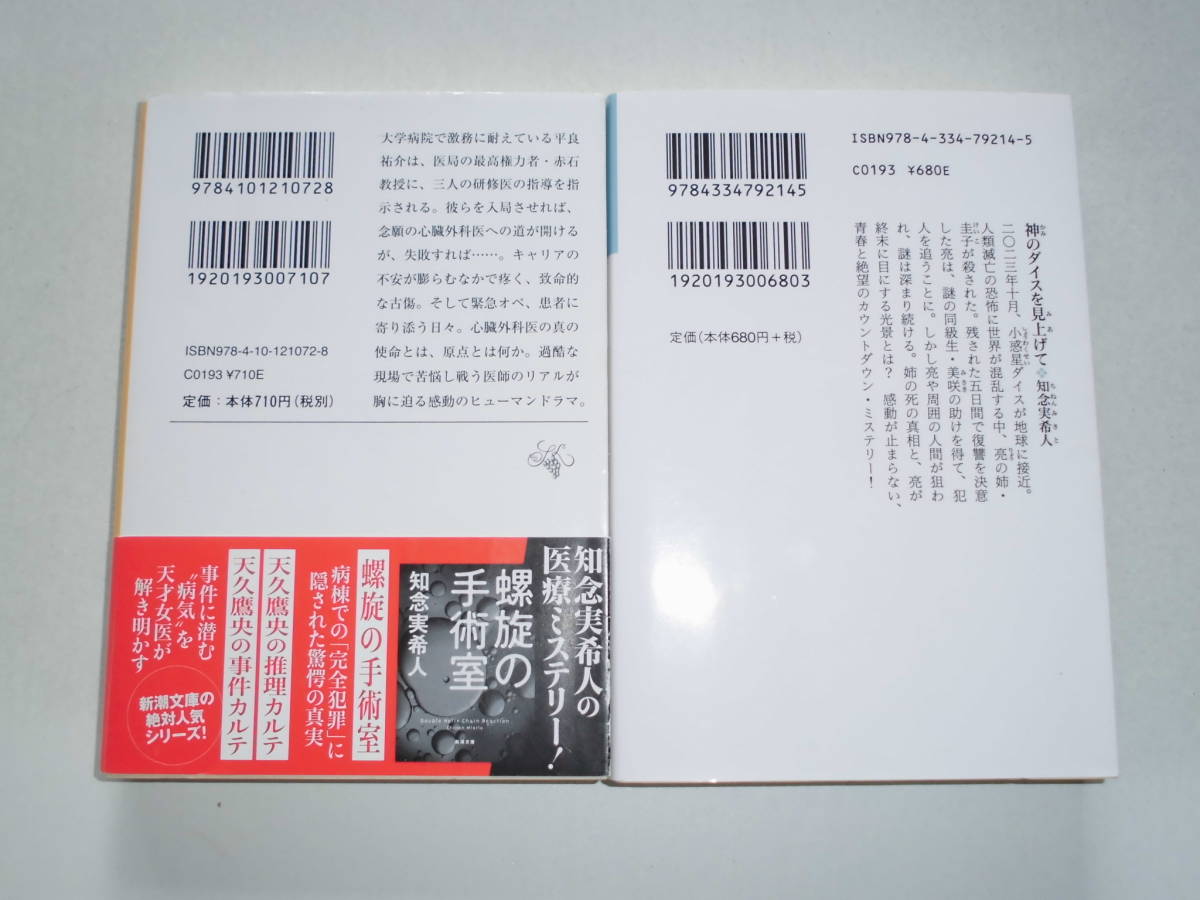 9784101210728
1920193007107
ISBN978-4-10-121072-8
C0193 ¥710E
定価：本体710円（税別）
大学病院で激務に耐えている平良
祐介は、医局の最高権力者・赤石
教授に、三人の研修医の指導を指
示される。彼らを入局させれば、
念願の心臓外科医への道が開ける
が、失敗すれば……。キャリアの
不安が膨らむなかで疼く、致命的
な古傷。そして緊急オペ、患者に
寄り添う日々。心臓外科医の真の
使命とは、原点とは何か。過酷な
現場で苦悩し戦う医師のリアルが
胸に迫る感動のヒューマンドラマ。
知念実希人の
医療ミステリー！
螺旋の
手術室
知念実希人
Double Helix Chain Reaction
Chinen Mikito
新潮文庫
螺旋の手術室
病棟での「完全犯罪」に
隠された驚愕の真実
天久鷹央の推理カルテ
天久鷹央の事件カルテ
事件に潜む
“病気”を
天才女医が
解き明かす
新潮文庫の
絶対人気
シリーズ！
9784334792145
1920193006803
定価（本体680円＋税）
ISBN978-4-334-79214-5
C0193 ¥680E
神のダイスを見上げて 知念実希人
二〇二三年十月、小惑星ダイスが地球に接近。
人類滅亡の恐怖に世界が混乱する中、亮の姉・
圭子が殺された。残された五日間で復讐を決意
した亮は、謎の同級生・美咲の助けを得て、犯
人を追うことに。しかし亮や周囲の人間が狙わ
れ、謎は深まり続ける。姉の死の真相と、亮が
終末に目にする光景とは？ 感動が止まらない、
青春と絶望のカウントダウン・ミステリー！